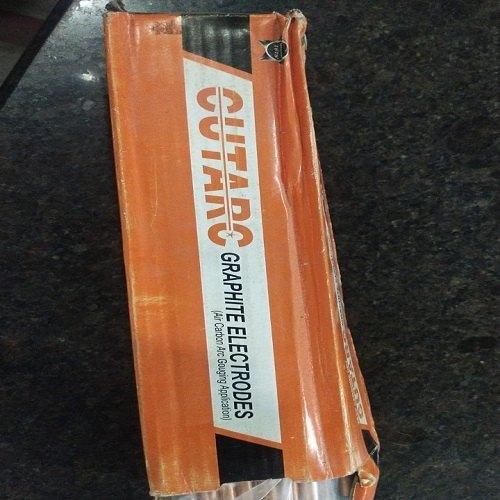 CUTARC
GRAPHITE ELECTRODES
(Air Carbon Arc Gouging Application)